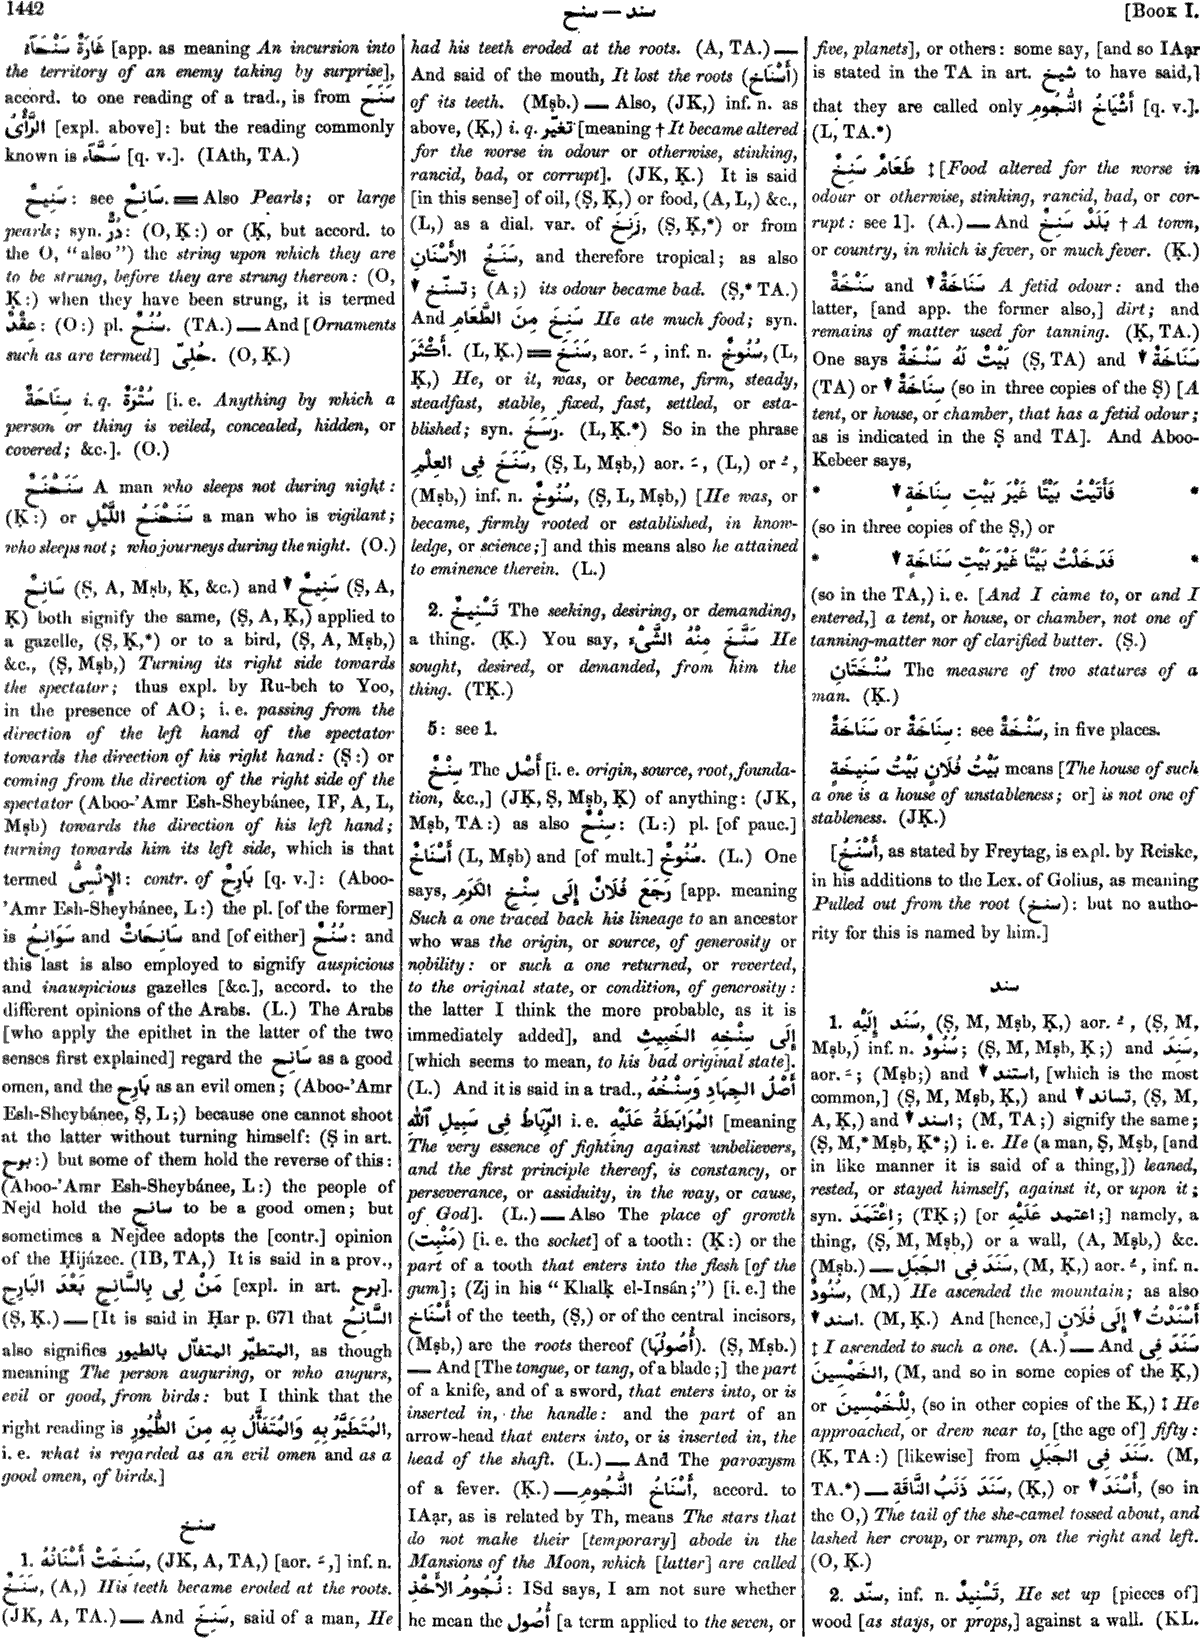 1442
سند — سنح
[BOOK I.
غَارَةٌ سَنْحَآءُ [app. as meaning An incursion into
the territory of an enemy taking by surprise],
accord. to one reading of a trad., is from سَنَحَ
الرَّأْىُ [expl. above]: but the reading commonly
known is سَحَّآء [q. v.]. (IAth, TA.)
سَنِيحٌ: see سَانِحٌ. ═ Also Pearls; or large
pearls; syn. دُرٌّ: (O, Ḳ:) or (Ḳ, but accord. to
the O, “also”) the string upon which they are
to be strung, before they are strung thereon: (O,
Ḳ:) when they have been strung, it is termed
عِقْدٌ: (O:) pl. سُنُحٌ. (TA.) — And [Ornaments
such as are termed] حُلِىّ. (O, Ḳ.)
سِنَاحَةٌ i. q. سُتْرَةٌ [i. e. Anything by which a
person or thing is veiled, concealed, hidden, or
covered; &c.]. (O.)
سَنَحْنَحٌ A man who sleeps not during night:
(Ḳ:) or سَنَحْنَحُ اللَّيْلِ a man who is vigilant;
who sleeps not; who journeys during the night. (O.)
سَانِحٌ (Ṣ, A, Mṣb, Ḳ, &c.) and ▼ سَنِيحٌ (Ṣ, A,
Ḳ) both signify the same, (Ṣ, A, Ḳ,) applied to
a gazelle, (Ṣ, Ḳ,*) or to a bird, (Ṣ, A, Mṣb,)
&c., (Ṣ, Mṣb,) Turning its right side towards
the spectator; thus expl. by Ru-beh to Yoo,
in the presence of AO; i. e. passing from the
direction of the left hand of the spectator
towards the direction of his right hand: (Ṣ:) or
coming from the direction of the right side of the
spectator (Aboo-’Amr Esh-Sheybánee, IF, A, L,
Mṣb) towards the direction of his left hand;
turning towards him its left side, which is that
termed الإِنْسِىُّ: contr. of بَارِحٌ [q. v.]: (Aboo-
’Amr Esh-Sheybánee, L:) the pl. [of the former]
is سَوَانِحُ and سَانِحَاتٌ and [of either] سُنُحٌ: and
this last is also employed to signify auspicious
and inauspicious gazelles [&c.], accord. to the
different opinions of the Arabs. (L.) The Arabs
[who apply the epithet in the latter of the two
senses first explained] regard the سَانِح as a good
omen, and the بَارِح as an evil omen; (Aboo-’Amr
Esh-Sheybánee, Ṣ, L;) because one cannot shoot
at the latter without turning himself: (Ṣ in art.
برح:) but some of them hold the reverse of this:
(Aboo-’Amr Esh-Sheybánee, L:) the people of
Nejd hold the سانح to be a good omen; but
sometimes a Nejdee adopts the [contr.] opinion
of the Ḥijázee. (IB, TA,) It is said in a prov.,
مَنْ لِى بِالسَّانِحِ بَعْدَ البَارِحِ [expl. in art. برح].
(Ṣ, Ḳ.) — [It is said in Ḥar p. 671 that السَّانِحُ
also signifies المتطيّر المتفأّل بالطيور, as though
meaning The person auguring, or who augurs,
evil or good, from birds: but I think that the
right reading is المُتَطَيَّرُ بِهِ وَالمُتَفَأَّلُ بِهِ مِنَ الطُّيُورِ,
i. e. what is regarded as an evil omen and as a
good omen, of birds.]
سنخ
1. سَنِخَتْ أَسْنَانُهُ, (JK, A, TA,) [aor. ـَ,] inf. n.
سَنَخٌ, (A,) His teeth became eroded at the roots.
(JK, A, TA.) — And سَنِخَ, said of a man, He
had his teeth eroded at the roots. (A, TA.) —
And said of the mouth, It lost the roots (أَسْنَاخ)
of its teeth. (Mṣb.) — Also, (JK,) inf. n. as
above, (Ḳ,) i. q. تغيّر [meaning † It became altered
for the worse in odour or otherwise, stinking,
rancid, bad, or corrupt]. (JK, Ḳ.) It is said
[in this sense] of oil, (Ṣ, Ḳ,) or food, (A, L,) &c.,
(L,) as a dial. var. of زَنِخَ, (Ṣ, Ḳ,*) or from
سَنَخُ الأَسْنَانِ, and therefore tropical; as also
▼ تسنّخ; (A;) its odour became bad. (Ṣ,* TA.)
And سَنِخَ مِنَ الطَّعَامِ He ate much food; syn.
أَكْثَرَ. (L, Ḳ.) ═ سَنَخَ, aor. ـُ, inf. n. سُنُوخٌ, (L,
Ḳ,) He, or it, was, or became, firm, steady,
steadfast, stable, fixed, fast, settled, or esta-
blished; syn. رَسَخَ. (L, Ḳ.*) So in the phrase
سَنَخَ فِى العِلْمِ, (Ṣ, L, Mṣb,) aor. ـَ, (L,) or ـُ,
(Mṣb,) inf. n. سُنُوخٌ, (Ṣ, L, Mṣb,) [He was, or
became, firmly rooted or established, in know-
ledge, or science;] and this means also he attained
to eminence therein. (L.)
2. تَسْنِيخٌ The seeking, desiring, or demanding,
a thing. (Ḳ.) You say, سَنَّخَ مِنْهُ الشَّىْءَ He
sought, desired, or demanded, from him the
thing. (TḲ.)
5: see 1.
سِنْخٌ The أَصْل [i. e. origin, source, root, founda-
tion, &c.,] (JK, Ṣ, Mṣb, Ḳ) of anything: (JK,
Mṣb, TA:) as also سِنْحٌ: (L:) pl. [of pauc.]
أَسْنَاخٌ (L, Mṣb) and [of mult.] سُنُوخٌ. (L.) One
says, رَجَعَ فُلَانٌ إِلَى سِنْخِ الكَرَمِ [app. meaning
Such a one traced back his lineage to an ancestor
who was the origin, or source, of generosity or
nobility: or such a one returned, or reverted,
to the original state, or condition, of generosity:
the latter I think the more probable, as it is
immediately added], and إِلَى سِنْخِهِ الخَبِيثِ
[which seems to mean, to his bad original state].
(L.) And it is said in a trad., أَصْلُ الجِهَادِ وَسِنْخُهُ
الرِّبَاطُ فِى سَبِيلِ ٱللّٰهِ i. e. المُرَابَطَةُ عَلَيْهِ [meaning
The very essence of fighting against unbelievers,
and the first principle thereof, is constancy, or
perseverance, or assiduity, in the way, or cause,
of God]. (L.) — Also The place of growth
(مَنْبِت) [i. e. the socket] of a tooth: (Ḳ:) or the
part of a tooth that enters into the flesh [of the
gum]; (Zj in his “Khalḳ el-Insán;”) [i. e.] the
أَسْنَاخ of the teeth, (Ṣ,) or of the central incisors,
(Mṣb,) are the roots thereof (أُصُولُهَا). (Ṣ, Mṣb.)
— And [The tongue, or tang, of a blade;] the part
of a knife, and of a sword, that enters into, or is
inserted in, the handle: and the part of an
arrow-head that enters into, or is inserted in, the
head of the shaft. (L.) — And The paroxysm
of a fever. (Ḳ.) — أَسْنَاخُ النُّجُومِ, accord. to
IAạr, as is related by Th, means The stars that
do not make their [temporary] abode in the
Mansions of the Moon, which [latter] are called
نُجُومُ الأَخْذِ: ISd says, I am not sure whether
he mean the أُصُول [a term applied to the seven, or
five, planets], or others: some say, [and so IAạr
is stated in the TA in art. شيخ to have said,]
that they are called only أَشْيَاخُ النُّجُومِ [q. v.].
(L, TA.*)
طَعَامٌ سَنِخٌ ‡ [Food altered for the worse in
odour or otherwise, stinking, rancid, bad, or cor-
rupt: see 1]. (A.) — And بَلَدٌ سَنِخٌ † A town,
or country, in which is fever, or much fever. (Ḳ.)
سَنْخَةٌ and ▼ سَنَاخَةٌ A fetid odour: and the
latter, [and app. the former also,] dirt; and
remains of matter used for tanning. (Ḳ, TA.)
One says بَيْتٌ لَهُ سَنْخَةٌ (Ṣ, TA) and ▼ سَنَاخَةٌ
(TA) or ▼ سِنَاخَةٌ (so in three copies of the Ṣ) [A
tent, or house, or chamber, that has a fetid odour;
as is indicated in the Ṣ and TA]. And Aboo-
Kebeer says,
* فَأَتَيْتُ بَيْتًا غَيْرَ بَيْتِ سِنَاخَةٍ ▼ *
(so in three copies of the Ṣ,) or
* فَدَخَلْتُ بَيْتًا غَيْرَ بَيْتِ سَنَاخَةٍ ▼ *
(so in the TA,) i. e. [And I came to, or and I
entered,] a tent, or house, or chamber, not one of
tanning-matter nor of clarified butter. (Ṣ.)
سُنْخَتَانِ The measure of two statures of a
man. (Ḳ.)
سَنَاخَةٌ or سِنَاخَةٌ: see سَنْخَةٌ, in five places.
بَيْتُ فُلَانٍ بَيْتُ سَنِيخَةٍ means [The house of such
a one is a house of unstableness; or] is not one of
stableness. (JḲ.)
[أَسْنَخُ, as stated by Freytag, is expl. by Reiske,
in his additions to the Lex. of Golius, as meaning
Pulled out from the root (سنخ): but no autho-
rity for this is named by him.]
سند
1. سَنَد إِلَيْهِ, (Ṣ, M, Mṣb, Ḳ,) aor. ـُ, (Ṣ, M,
Mṣb,) inf. n. سُنُودٌ; (Ṣ, M, Mṣb, Ḳ;) and سَنِدَ,
aor. ـَ; (Mṣb;) and ▼ استند, [which is the most
common,] (Ṣ, M, Mṣb, Ḳ,) and ▼ تساند, (Ṣ, M,
A, Ḳ,) and ▼ اسند; (M, TA;) signify the same;
(Ṣ, M,* Mṣb, Ḳ*;) i. e. He (a man, Ṣ, Mṣb, [and
in like manner it is said of a thing,]) leaned,
rested, or stayed himself, against it, or upon it;
syn. اعْتَمَدَ; (TḲ;) [or اعتمد عَلَيْهِ;] namely, a
thing, (Ṣ, M, Mṣb,) or a wall, (A, Mṣb,) &c.
(Mṣb.) — سَنَدَ فِى الجَبَلِ, (M, Ḳ,) aor. ـُ, inf. n.
سُنُودٌ, (M,) He ascended the mountain; as also
▼ اسند. (M, Ḳ.) And [hence,] أَسْنَدْتُ ▼ إِلَى فُلَانٍ
‡ I ascended to such a one. (A.) — And سَنَدَ فِى
الخَمْسِينَ, (M, and so in some copies of the Ḳ,)
or لِلْخَمْسِينَ, (so in other copies of the Ḳ,) ‡ He
approached, or drew near to, [the age of] fifty:
(Ḳ, TA:) [likewise] from سَنَدَ فِى الجَبَلِ. (M,
TA.*) — سَنَدَ ذَنَبُ النَّاقَةِ, (Ḳ,) or ▼ أَسْنَدَ, (so in
the O,) The tail of the she-camel tossed about, and
lashed her croup, or rump, on the right and left.
(O, Ḳ.)
2. سنّد, inf. n. تَسْنِيدٌ, He set up [pieces of]
wood [as stays, or props,] against a wall. (KL.